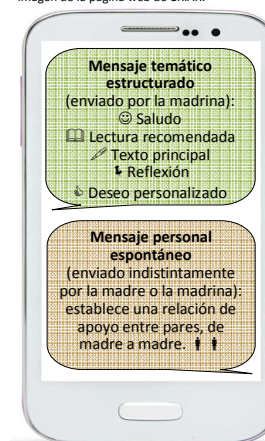 Imagen de la página web de
Mensaje temático
estructurado
(enviado por la madrina):
☺ Saludo
🕮 Lectura recomendada
Texto principal
Reflexión
Deseo personalizado
Mensaje personal
espontáneo
(enviado indistintamente
por la madre o la madrina):
establece una relación de
apoyo entre pares, de
madre a madre.